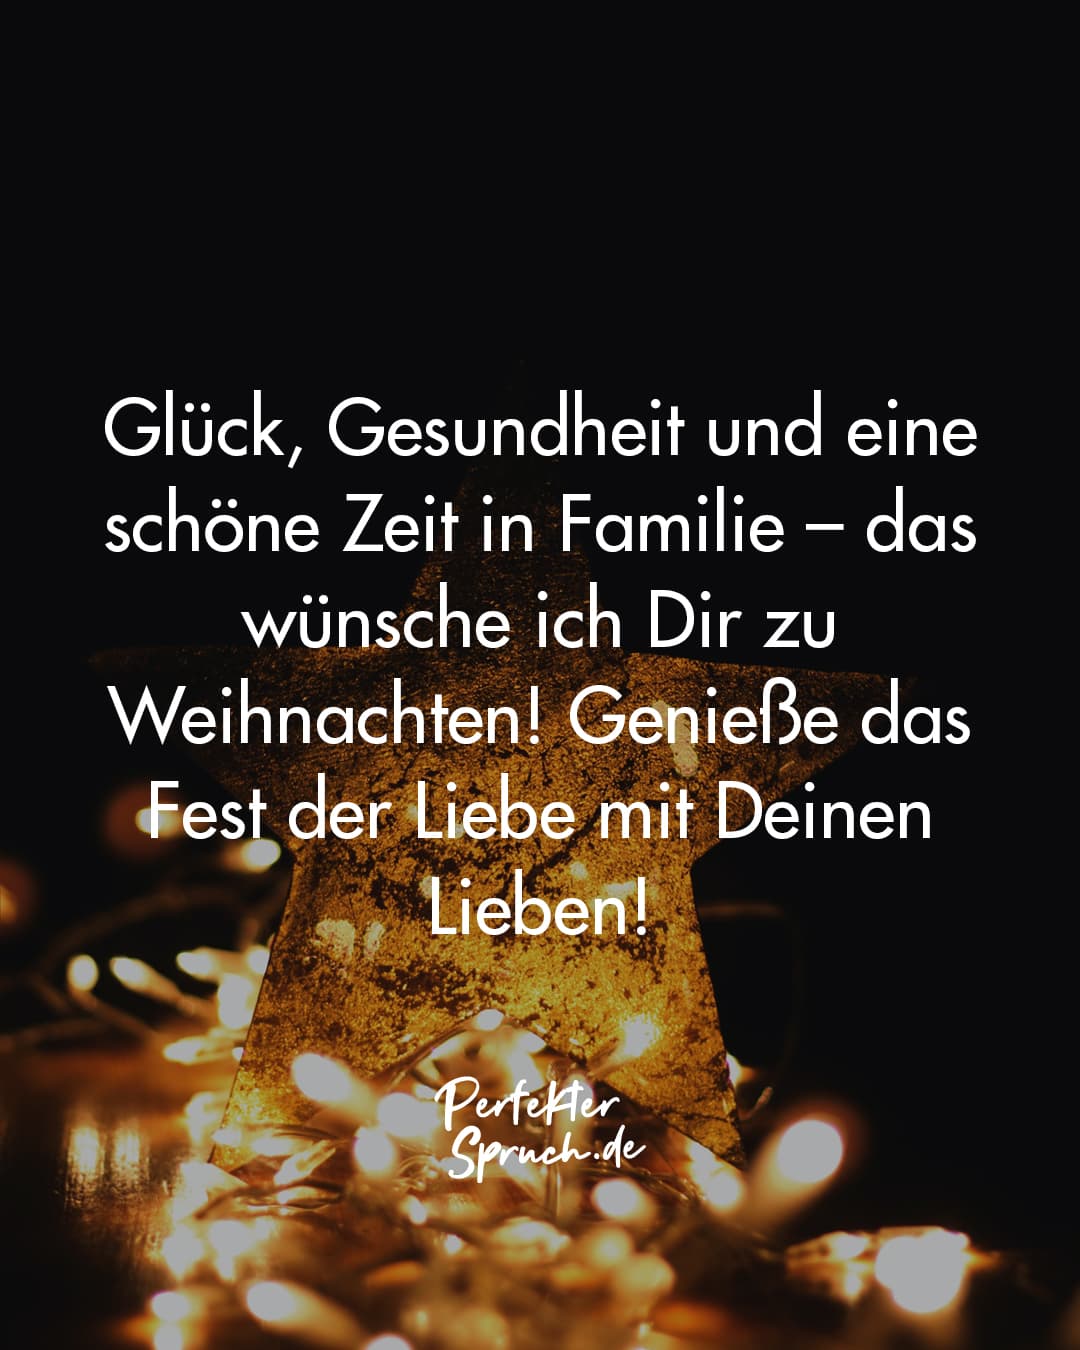 Glück, Gesundheit und eine
schöne Zeit in Familie – das
wünsche ich Dir zu
Weihnachten! Genieße das
Fest der Liebe mit Deinen
Lieben!
Perfekter
Spruch.de